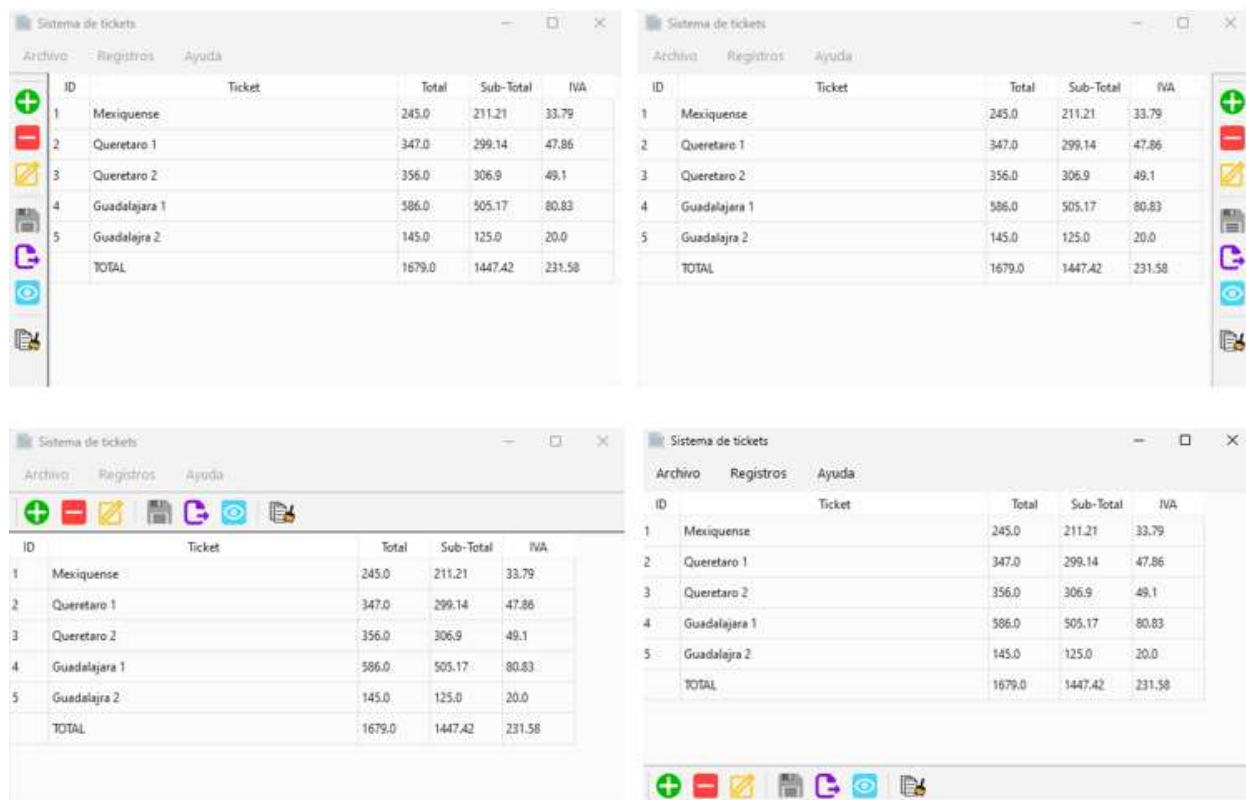 Sistema de tickets
Archivo Registros Ayuda
ID Ticket Total Sub-Total IVA
1 Mexiquense 245.0 211.21 33.79
2 Queretaro 1 347.0 299.14 47.86
3 Queretaro 2 356.0 306.9 49.1
4 Guadalajara 1 586.0 505.17 80.83
5 Guadalajra 2 145.0 125.0 20.0
TOTAL 1679.0 1447.42 231.58
Sistema de tickets
Archivo Registros Ayuda
ID Ticket Total Sub-Total IVA
1 Mexiquense 245.0 211.21 33.79
2 Queretaro 1 347.0 299.14 47.86
3 Queretaro 2 356.0 306.9 49.1
4 Guadalajara 1 586.0 505.17 80.83
5 Guadalajra 2 145.0 125.0 20.0
TOTAL 1679.0 1447.42 231.58
Sistema de tickets
Archivo Registros Ayuda
ID Ticket Total Sub-Total IVA
1 Mexiquense 245.0 211.21 33.79
2 Queretaro 1 347.0 299.14 47.86
3 Queretaro 2 356.0 306.9 49.1
4 Guadalajara 1 586.0 505.17 80.83
5 Guadalajra 2 145.0 125.0 20.0
TOTAL 1679.0 1447.42 231.58
Sistema de tickets
Archivo Registros Ayuda
ID Ticket Total Sub-Total IVA
1 Mexiquense 245.0 211.21 33.79
2 Queretaro 1 347.0 299.14 47.86
3 Queretaro 2 356.0 306.9 49.1
4 Guadalajara 1 586.0 505.17 80.83
5 Guadalajra 2 145.0 125.0 20.0
TOTAL 1679.0 1447.42 231.58